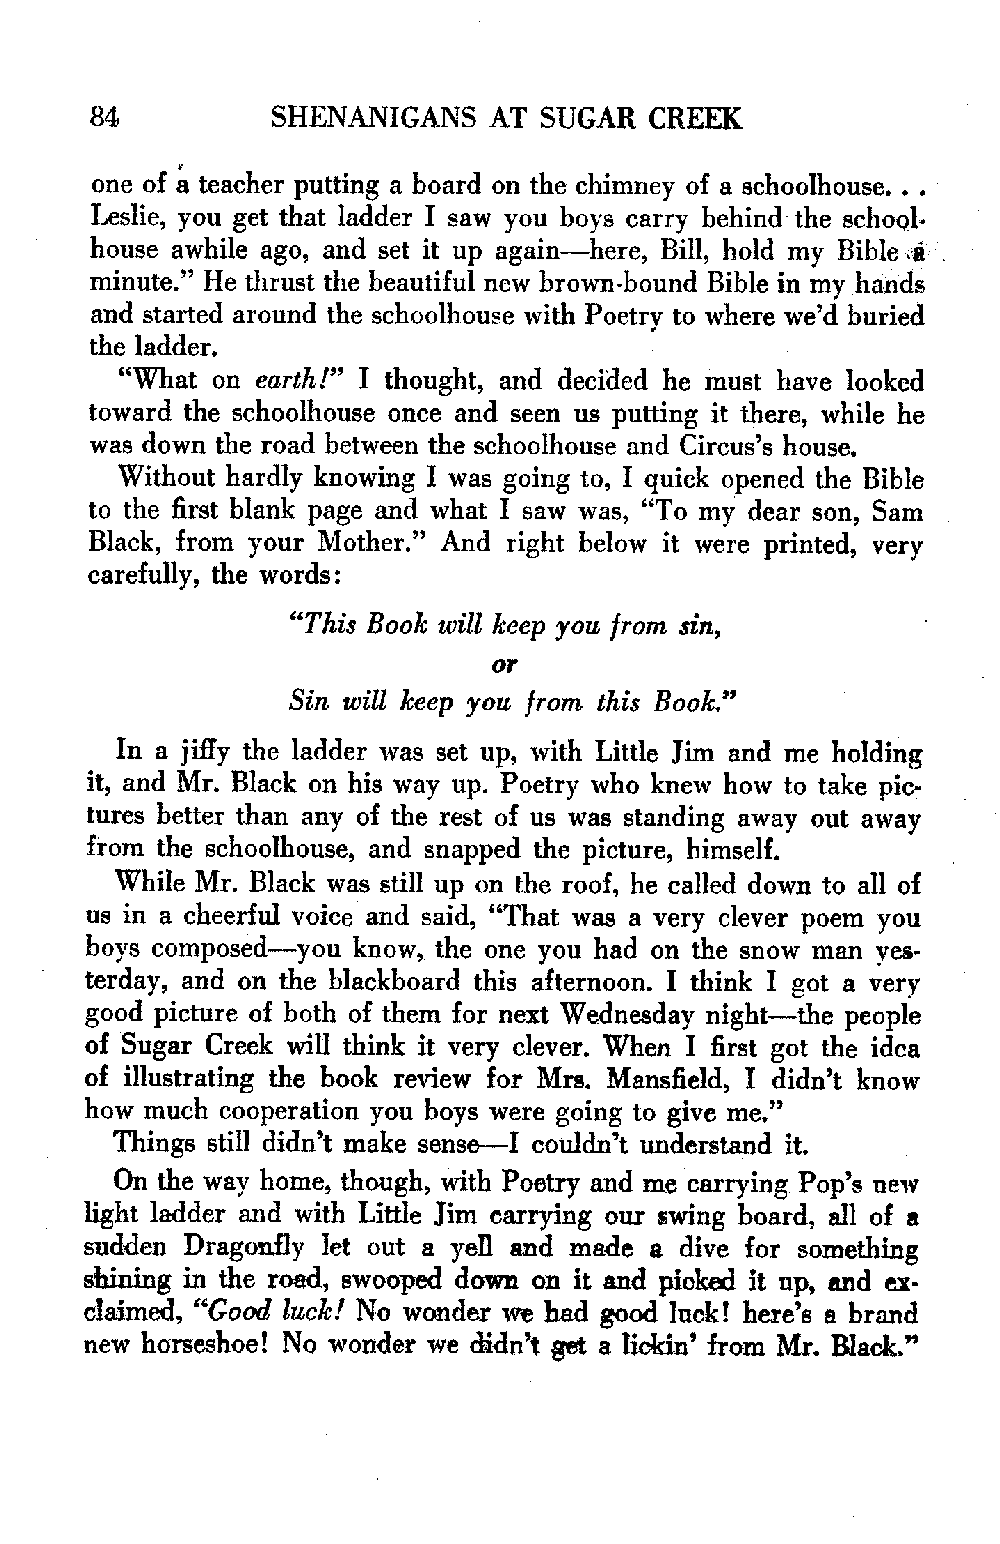 84 SHENANIGANS AT SUGAR CREEK
one of a teacher putting a board on the chimney of a schoolhouse. . .
Leslie, you get that ladder I saw you boys carry behind the school-
house awhile ago, and set it up again—here, Bill, hold my Bible a
minute.” He thrust the beautiful new brown-bound Bible in my hands
and started around the schoolhouse with Poetry to where we’d buried
the ladder.
“What on earth!” I thought, and decided he must have looked
toward the schoolhouse once and seen us putting it there, while he
was down the road between the schoolhouse and Circus’s house.
Without hardly knowing I was going to, I quick opened the Bible
to the first blank page and what I saw was, “To my dear son, Sam
Black, from your Mother.” And right below it were printed, very
carefully, the words:
“This Book will keep you from sin,
or
Sin will keep you from this Book.”
In a jiffy the ladder was set up, with Little Jim and me holding
it, and Mr. Black on his way up. Poetry who knew how to take pic-
tures better than any of the rest of us was standing away out away
from the schoolhouse, and snapped the picture, himself.
While Mr. Black was still up on the roof, he called down to all of
us in a cheerful voice and said, “That was a very clever poem you
boys composed—you know, the one you had on the snow man yes-
terday, and on the blackboard this afternoon. I think I got a very
good picture of both of them for next Wednesday night—the people
of Sugar Creek will think it very clever. When I first got the idea
of illustrating the book review for Mrs. Mansfield, I didn’t know
how much cooperation you boys were going to give me.”
Things still didn’t make sense—I couldn’t understand it.
On the way home, though, with Poetry and me carrying Pop’s new
light ladder and with Little Jim carrying our swing board, all of a
sudden Dragonfly let out a yell and made a dive for something
shining in the road, swooped down on it and picked it up, and ex-
claimed, “Good luck! No wonder we had good luck! here’s a brand
new horseshoe! No wonder we didn’t get a lickin’ from Mr. Black.”